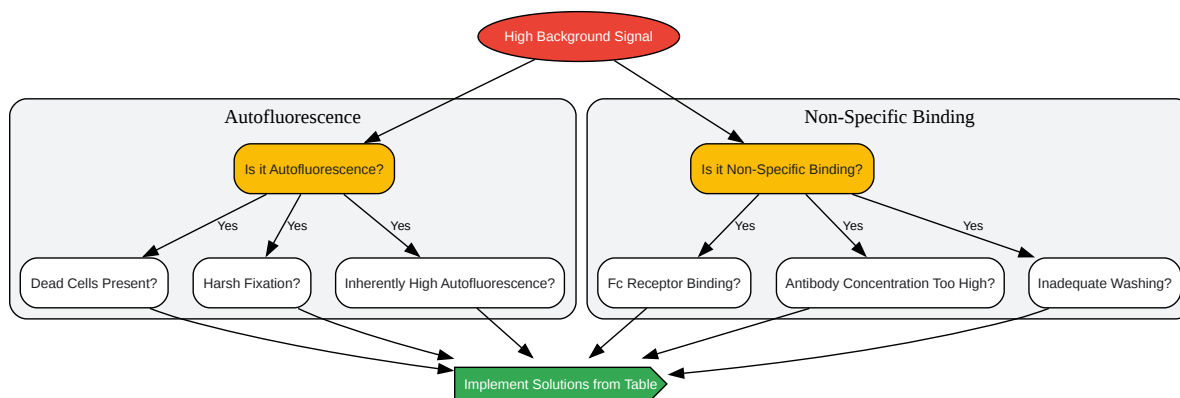 High Background Signal
Autofluorescence
Non-Specific Binding
Is it Autofluorescence?
Is it Non-Specific Binding?
Yes
Yes
Yes
Yes
Yes
Yes
Dead Cells Present?
Harsh Fixation?
Inherently High Autofluorescence?
Fc Receptor Binding?
Antibody Concentration Too High?
Inadequate Washing?
Implement Solutions from Table